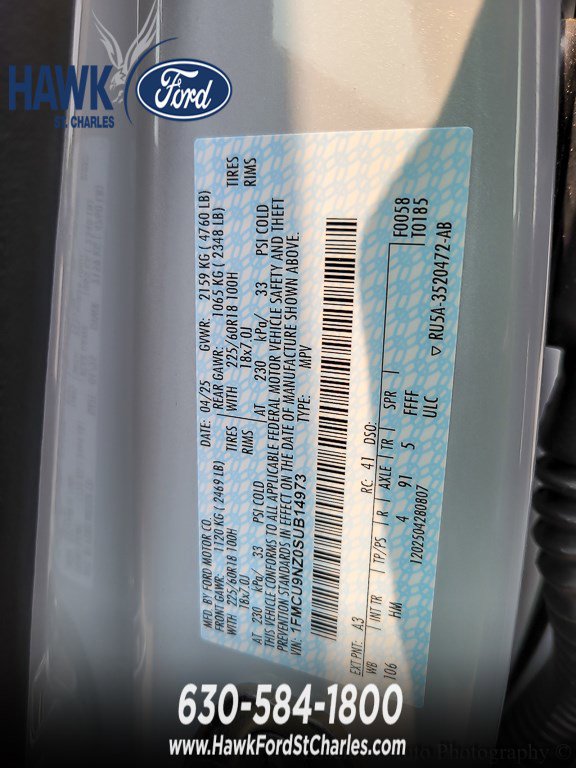 HAWK
ST. CHARLES
Ford
MFD. BY FORD MOTOR CO.
DATE: 04/25
GVWR: 2159 KG ( 4760 LB)
FRONT GAWR: 1120 KG ( 2469 LB)
REAR GAWR: 1065 KG ( 2348 LB)
WITH 225/60R18 100H TIRES
WITH 225/60R18 100H TIRES
18x7.0J RIMS
18x7.0J RIMS
AT 230 kPa/ 33 PSI COLD
AT 230 kPa/ 33 PSI COLD
THIS VEHICLE CONFORMS TO ALL APPLICABLE FEDERAL MOTOR VEHICLE SAFETY AND THEFT
PREVENTION STANDARDS IN EFFECT ON THE DATE OF MANUFACTURE SHOWN ABOVE.
VIN: 1FMCU9NZ0SUB14973
TYPE: MPV
F0058
T0185
EXT PNT: A3 RC: 41 DSO:
WB INT TR TP/PS R AXLE TR SPR
106 HM 4 91 5 FFFF
1202504280807 ULC
▽ RU5A-3520472-AB
630-584-1800
www.HawkFordStCharles.com
Photography ©